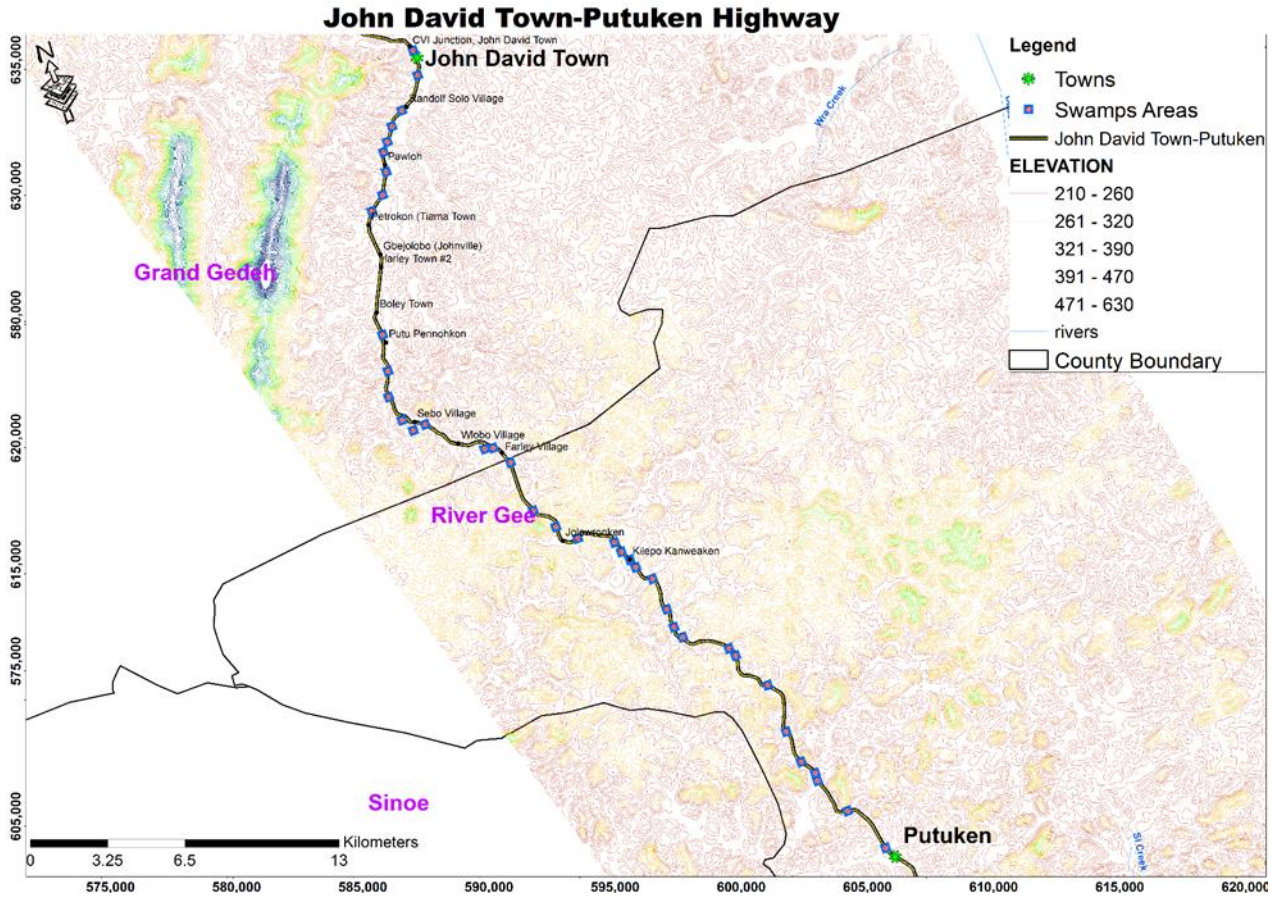 John David Town-Putuken Highway
N
CVI Junction, John David Town
John David Town
Randolf Solo Village
Pawloh
Petrokon (Tiama Town
Gbejolobo (Johnville)
Harley Town #2
Boley Town
Putu Pennohkon
Sebo Village
Wlobo Village
Farley Village
Jolowronken
Kilepo Kanweaken
Putuken
Grand Gedeh
River Gee
Sinoe
Wra Creek
Sl Creek
Legend
Towns
Swamps Areas
John David Town-Putuken
ELEVATION
210 - 260
261 - 320
321 - 390
391 - 470
471 - 630
rivers
County Boundary
635,000
630,000
580,000
620,000
615,000
575,000
605,000
Kilometers
0 3.25 6.5 13
575,000 580,000 585,000 590,000 595,000 600,000 605,000 610,000 615,000 620,000